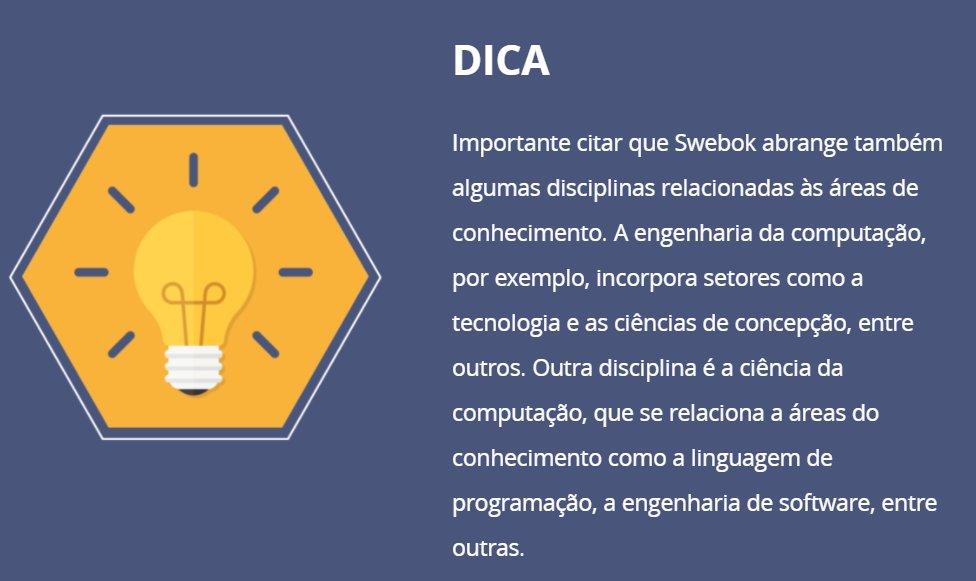 DICA
Importante citar que Swebok abrange também
algumas disciplinas relacionadas às áreas de
conhecimento. A engenharia da computação,
por exemplo, incorpora setores como a
tecnologia e as ciências de concepção, entre
outros. Outra disciplina é a ciência da
computação, que se relaciona a áreas do
conhecimento como a linguagem de
programação, a engenharia de software, entre
outras.